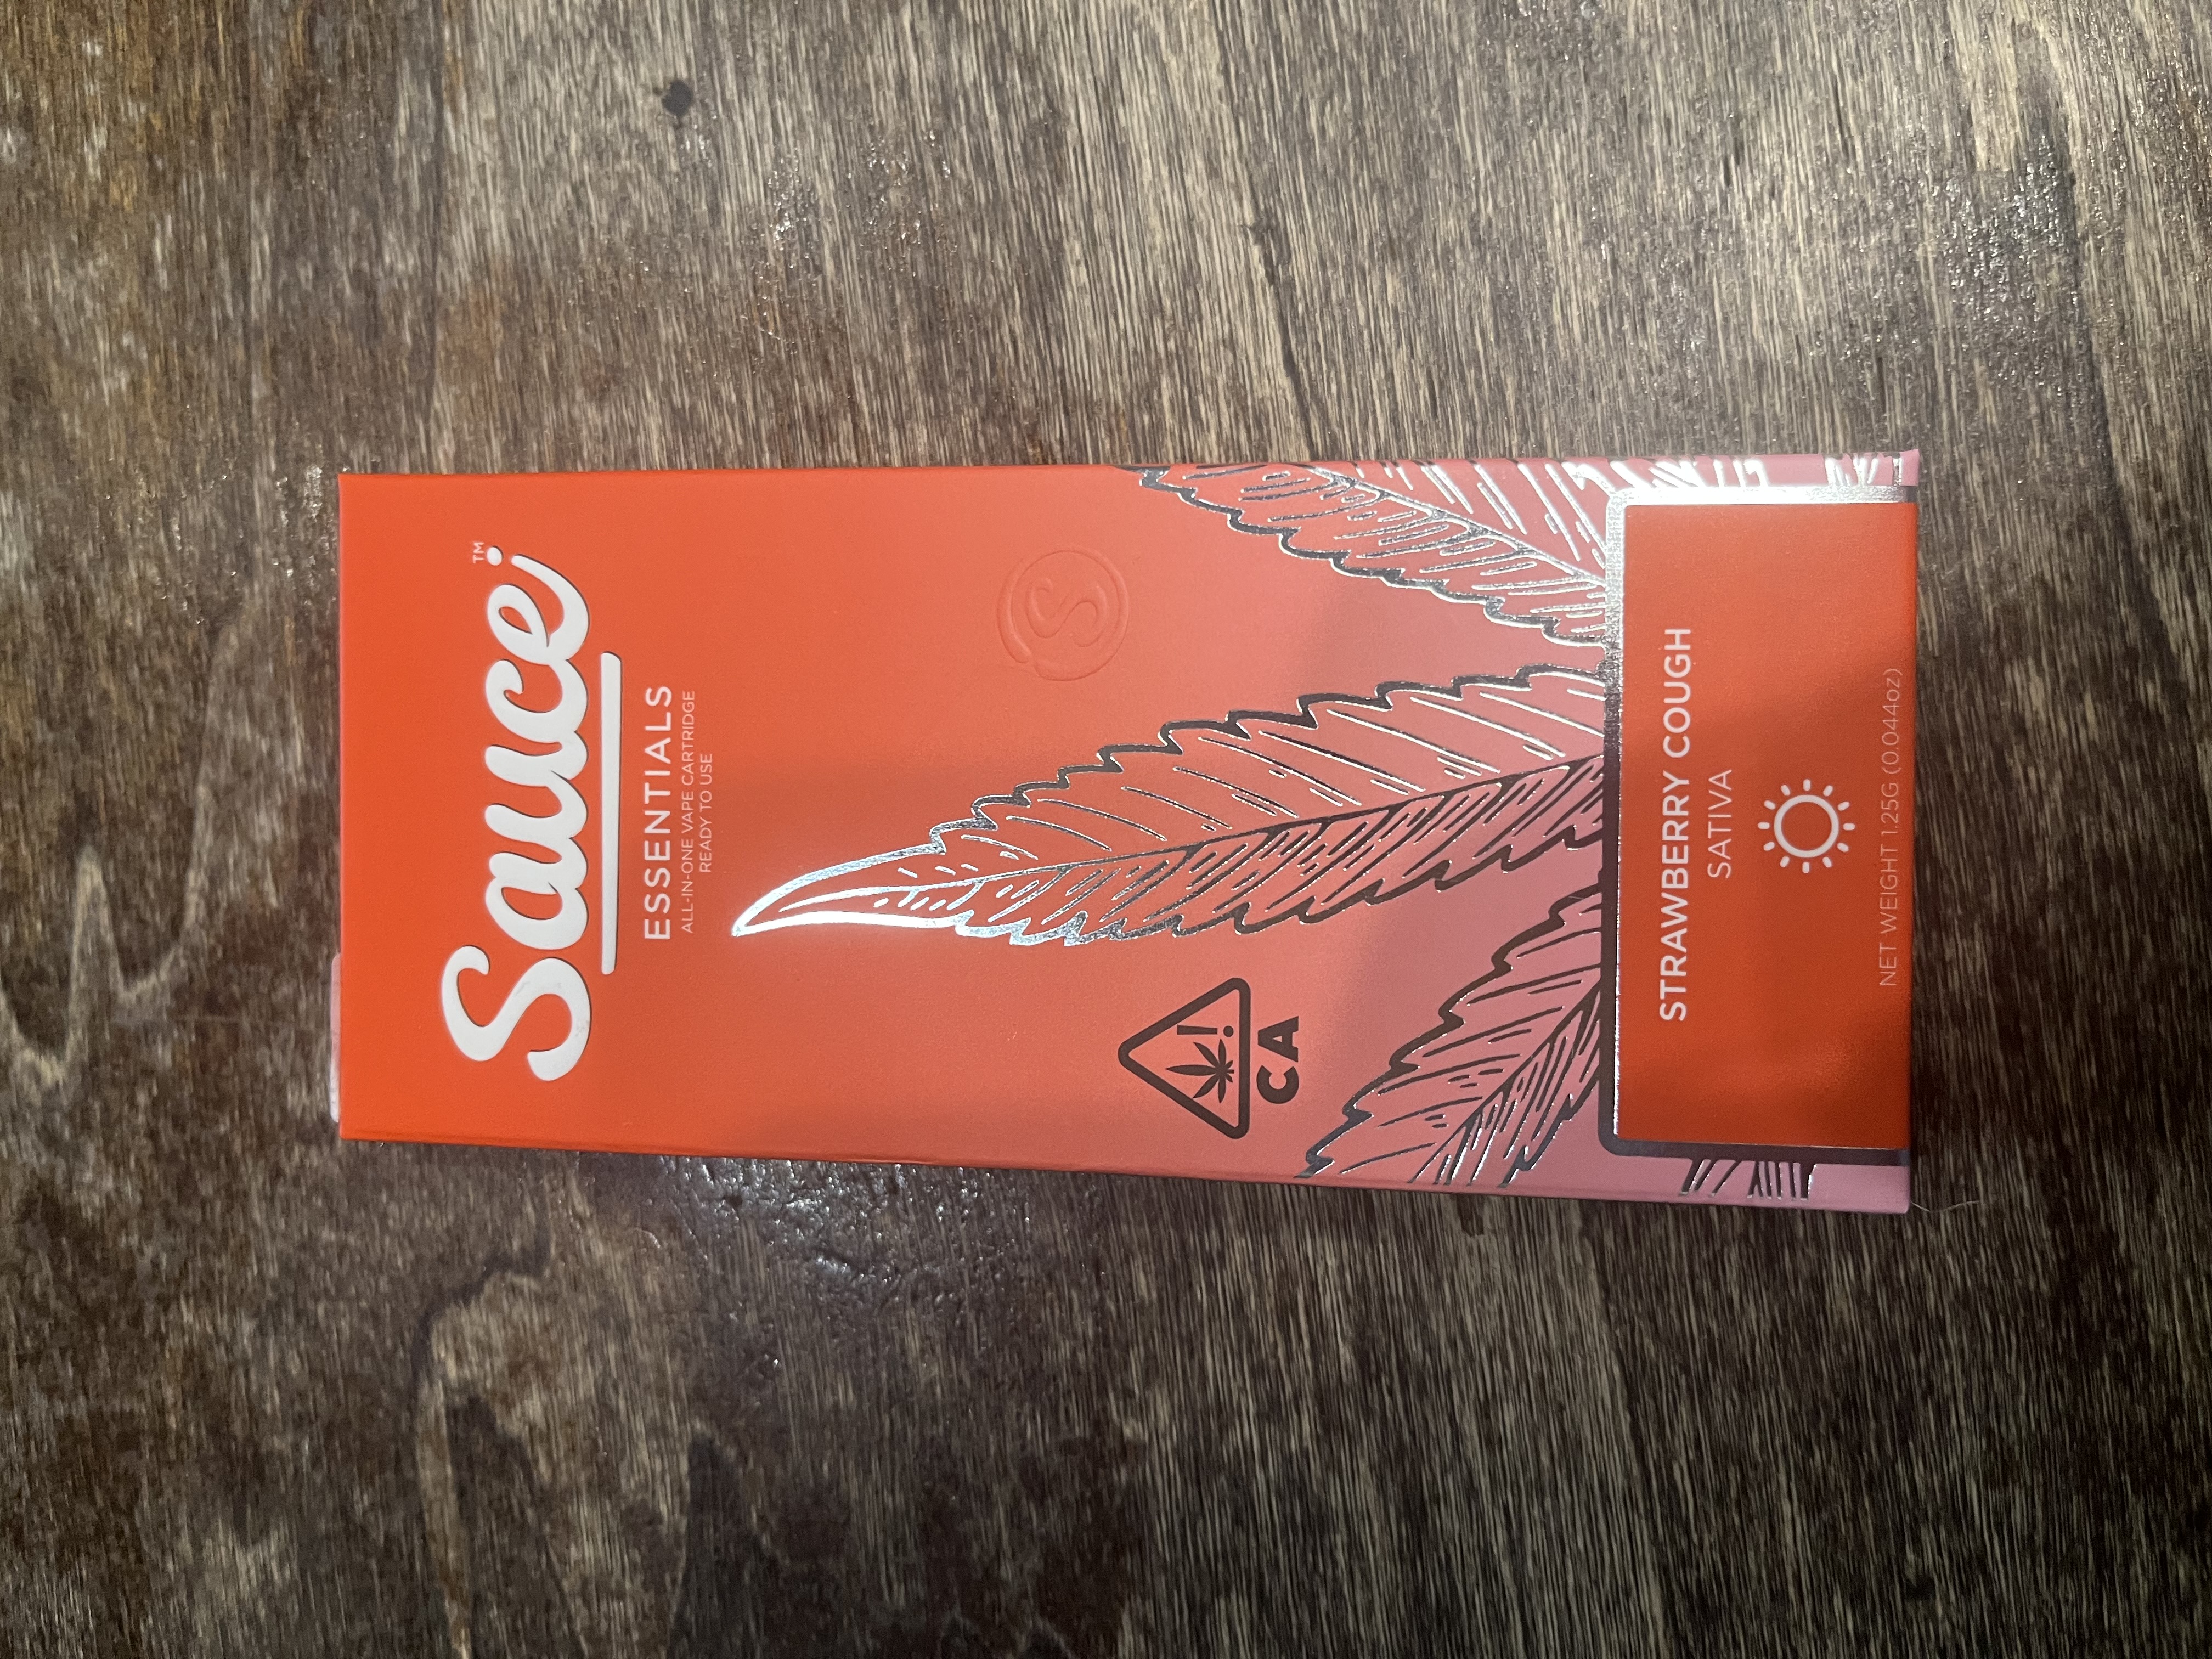 Sauce™
ESSENTIALS
ALL-IN-ONE VAPE CARTRIDGE
READY TO USE
S
!
CA
STRAWBERRY COUGH
SATIVA
NET WEIGHT 1.25G (0.044oz)